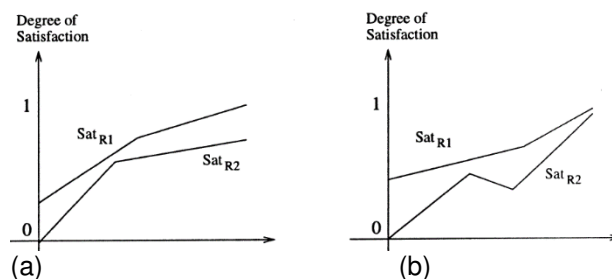 Degree of
Satisfaction
1
Sat R1
Sat R2
0
(a)
Degree of
Satisfaction
1
Sat R1
Sat R2
0
(b)